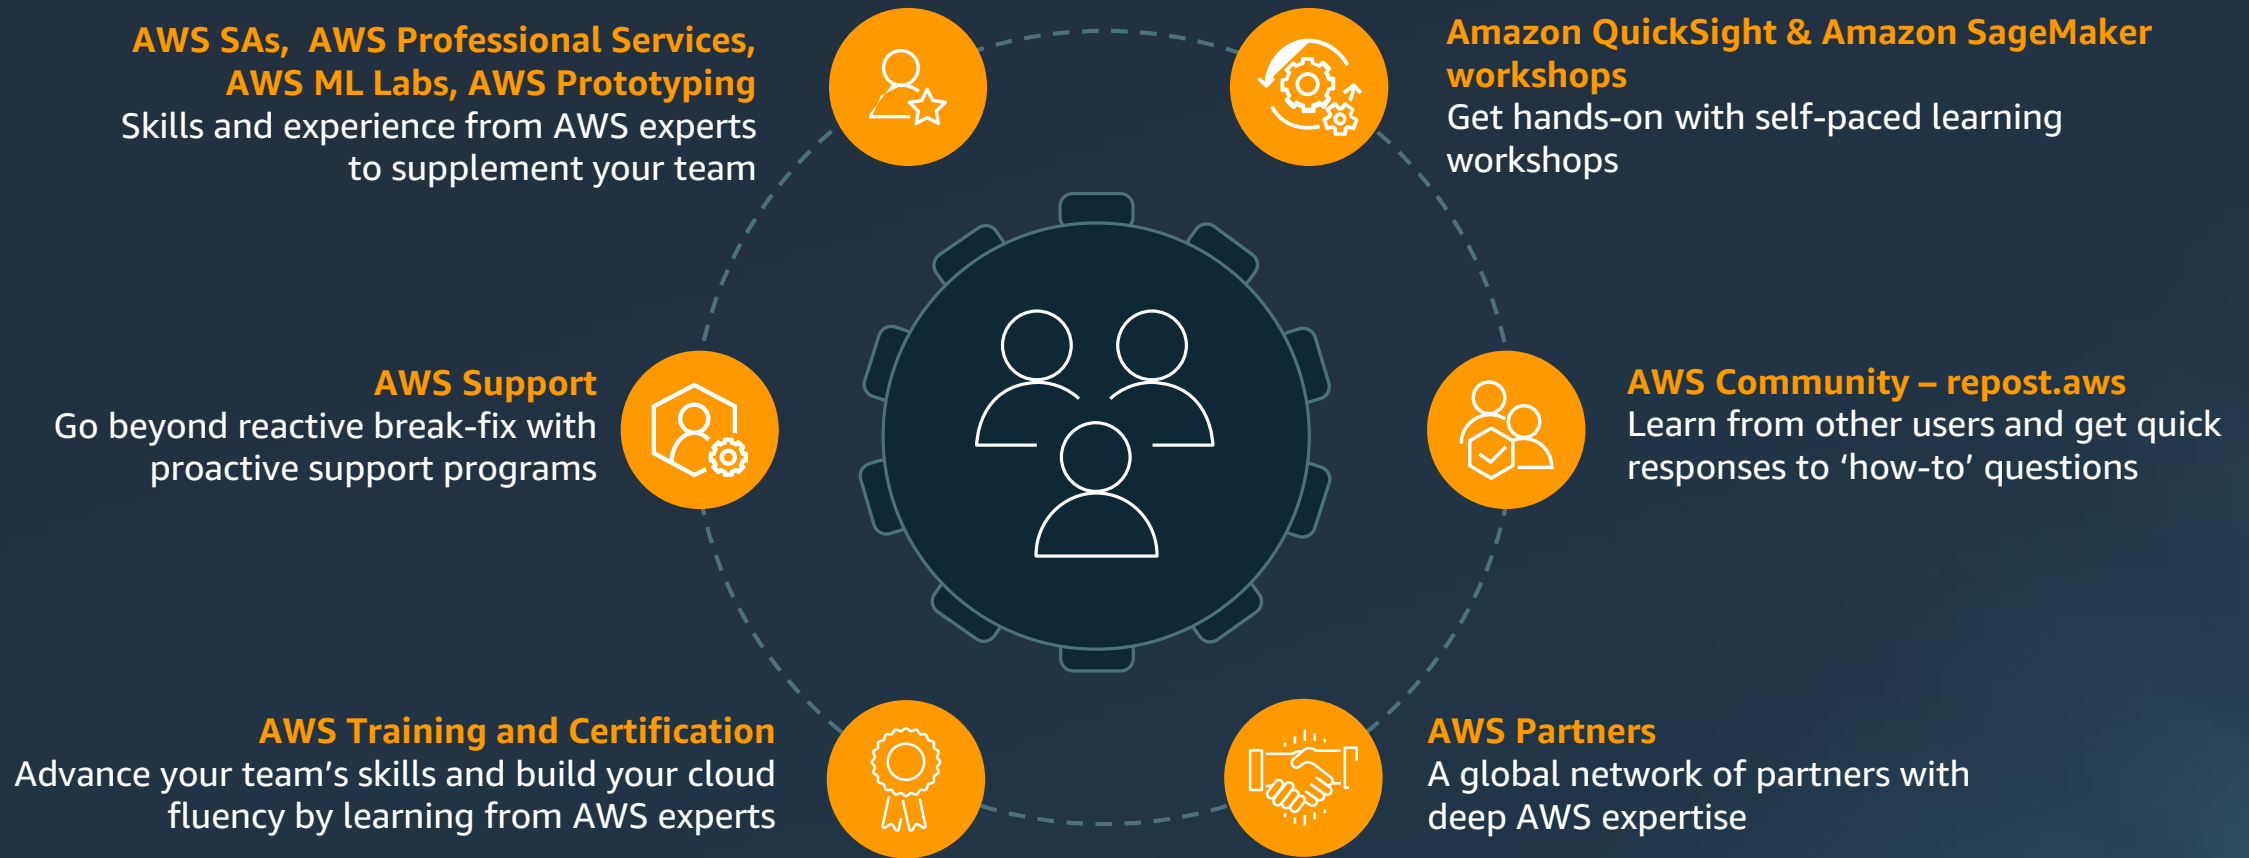 AWS SAs, AWS Professional Services,
AWS ML Labs, AWS Prototyping
Skills and experience from AWS experts
to supplement your team
Amazon QuickSight & Amazon SageMaker
workshops
Get hands-on with self-paced learning
workshops
AWS Support
Go beyond reactive break-fix with
proactive support programs
AWS Community – repost.aws
Learn from other users and get quick
responses to ‘how-to’ questions
AWS Training and Certification
Advance your team’s skills and build your cloud
fluency by learning from AWS experts
AWS Partners
A global network of partners with
deep AWS expertise